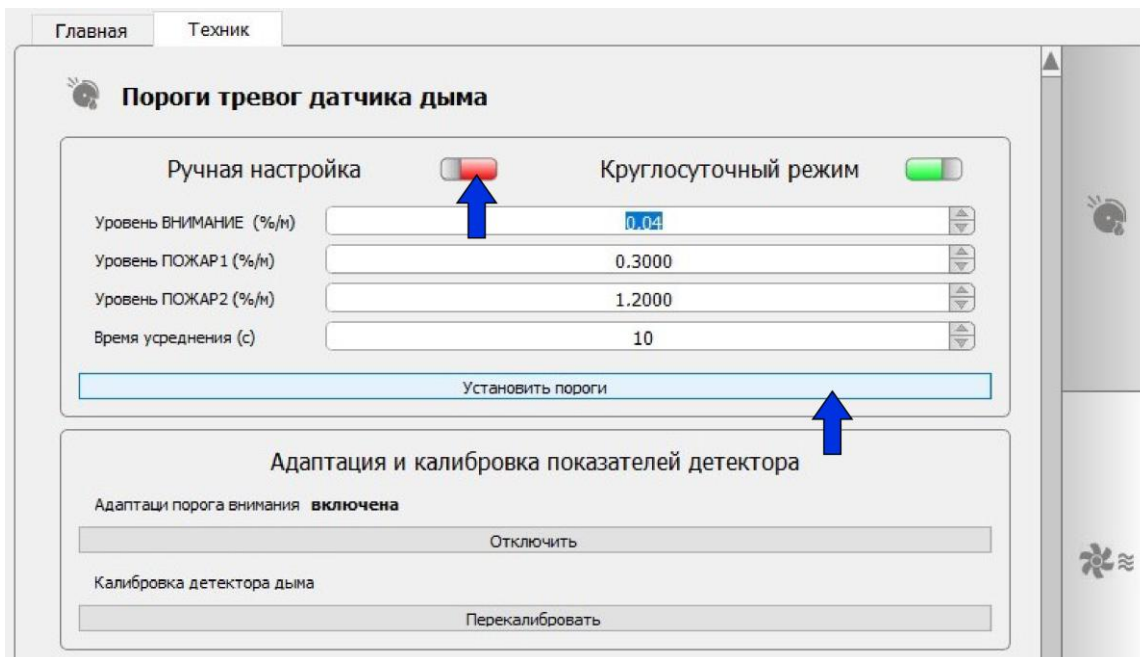 Главная Техник
Пороги тревог датчика дыма
Ручная настройка Круглосуточный режим
Уровень ВНИМАНИЕ (%/м) 0.04
Уровень ПОЖАР1 (%/м) 0.3000
Уровень ПОЖАР2 (%/м) 1.2000
Время усреднения (с) 10
Установить пороги
Адаптация и калибровка показателей детектора
Адаптаци порога внимания включена
Отключить
Калибровка детектора дыма
Перекалибровать